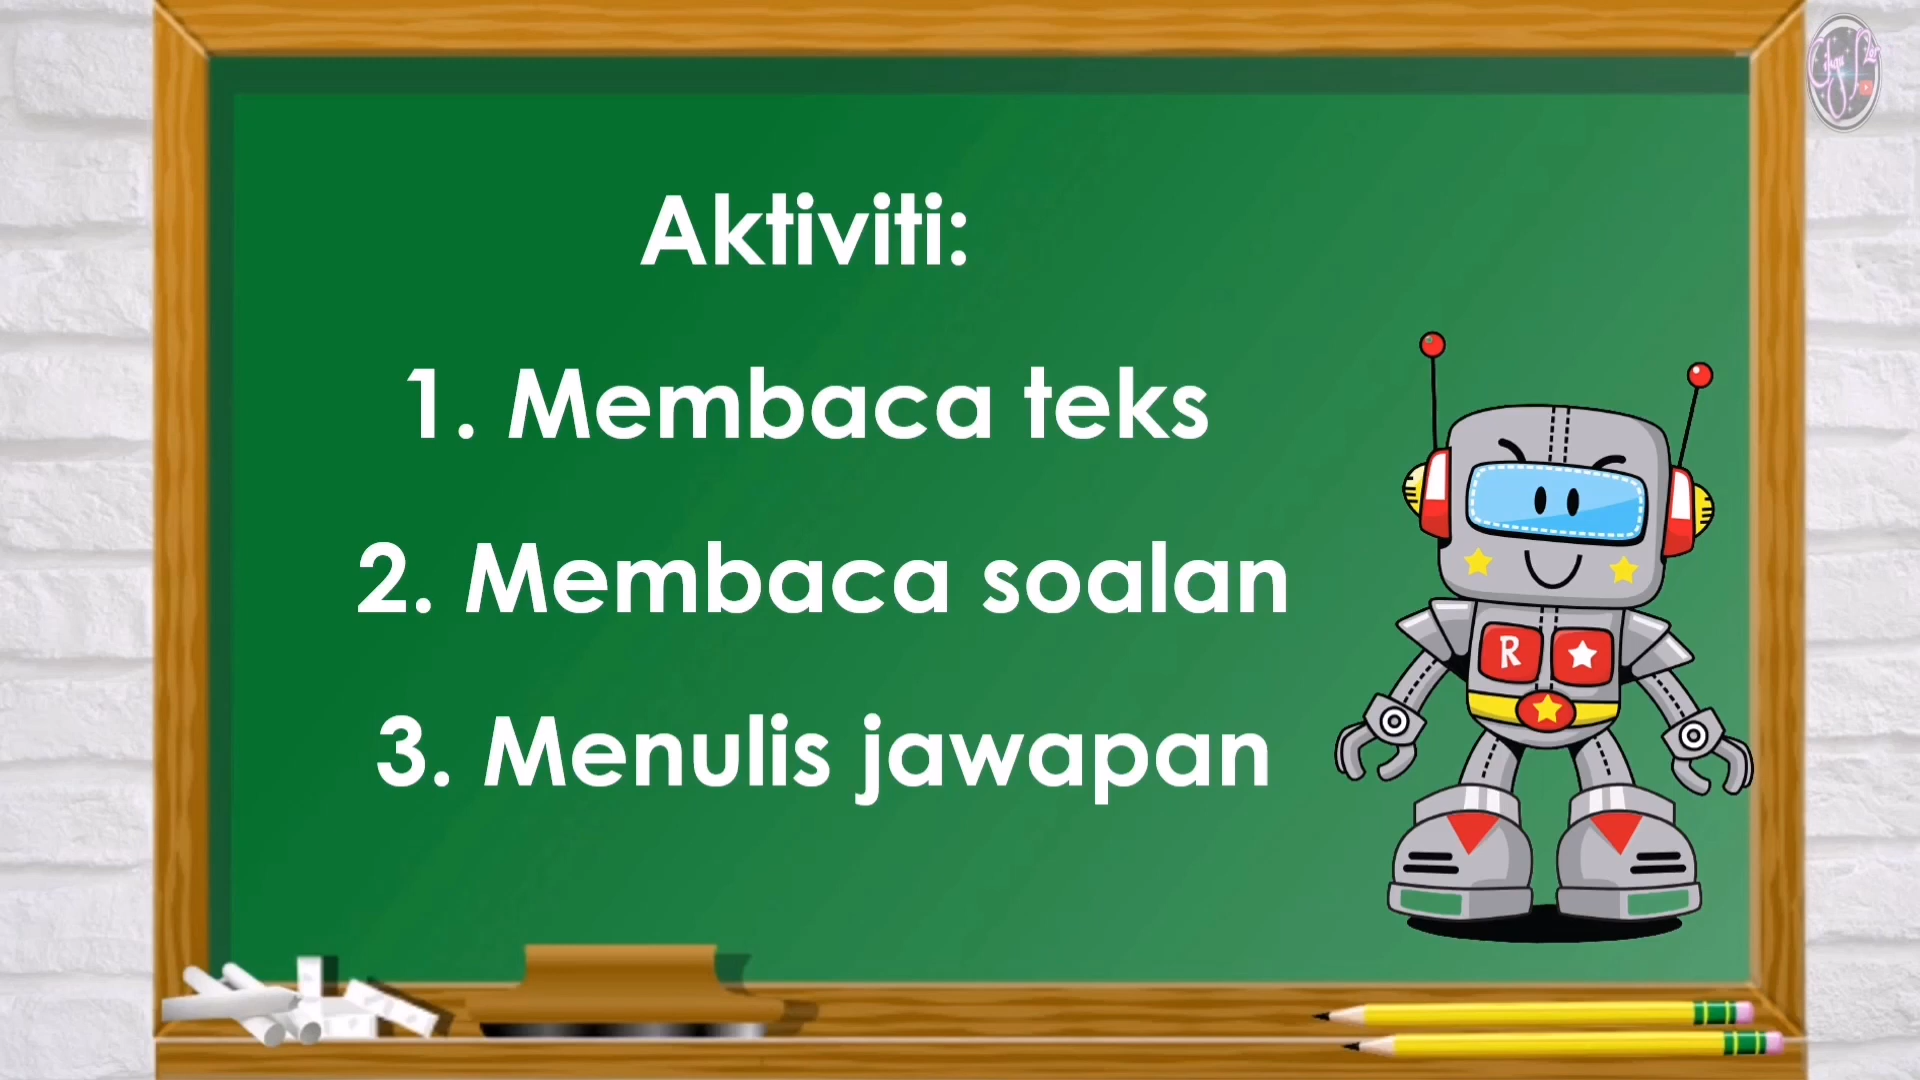 Aktiviti:
1. Membaca teks
2. Membaca soalan
3. Menulis jawapan
R